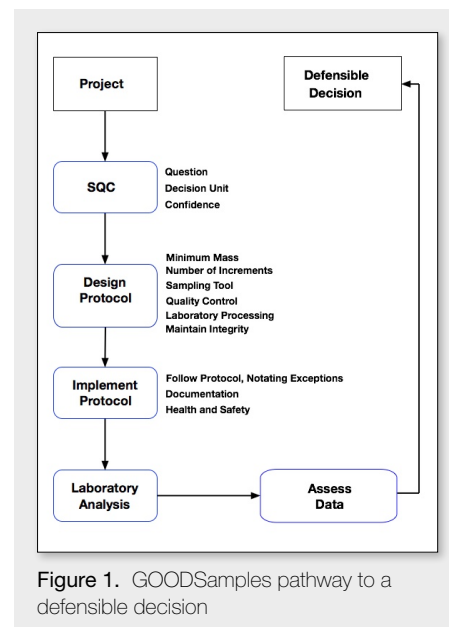 Project
Defensible
Decision
SQC
Question
Decision Unit
Confidence
Design
Protocol
Minimum Mass
Number of Increments
Sampling Tool
Quality Control
Laboratory Processing
Maintain Integrity
Implement
Protocol
Follow Protocol, Notating Exceptions
Documentation
Health and Safety
Laboratory
Analysis
Assess
Data
Figure 1. GOODSamples pathway to a
defensible decision